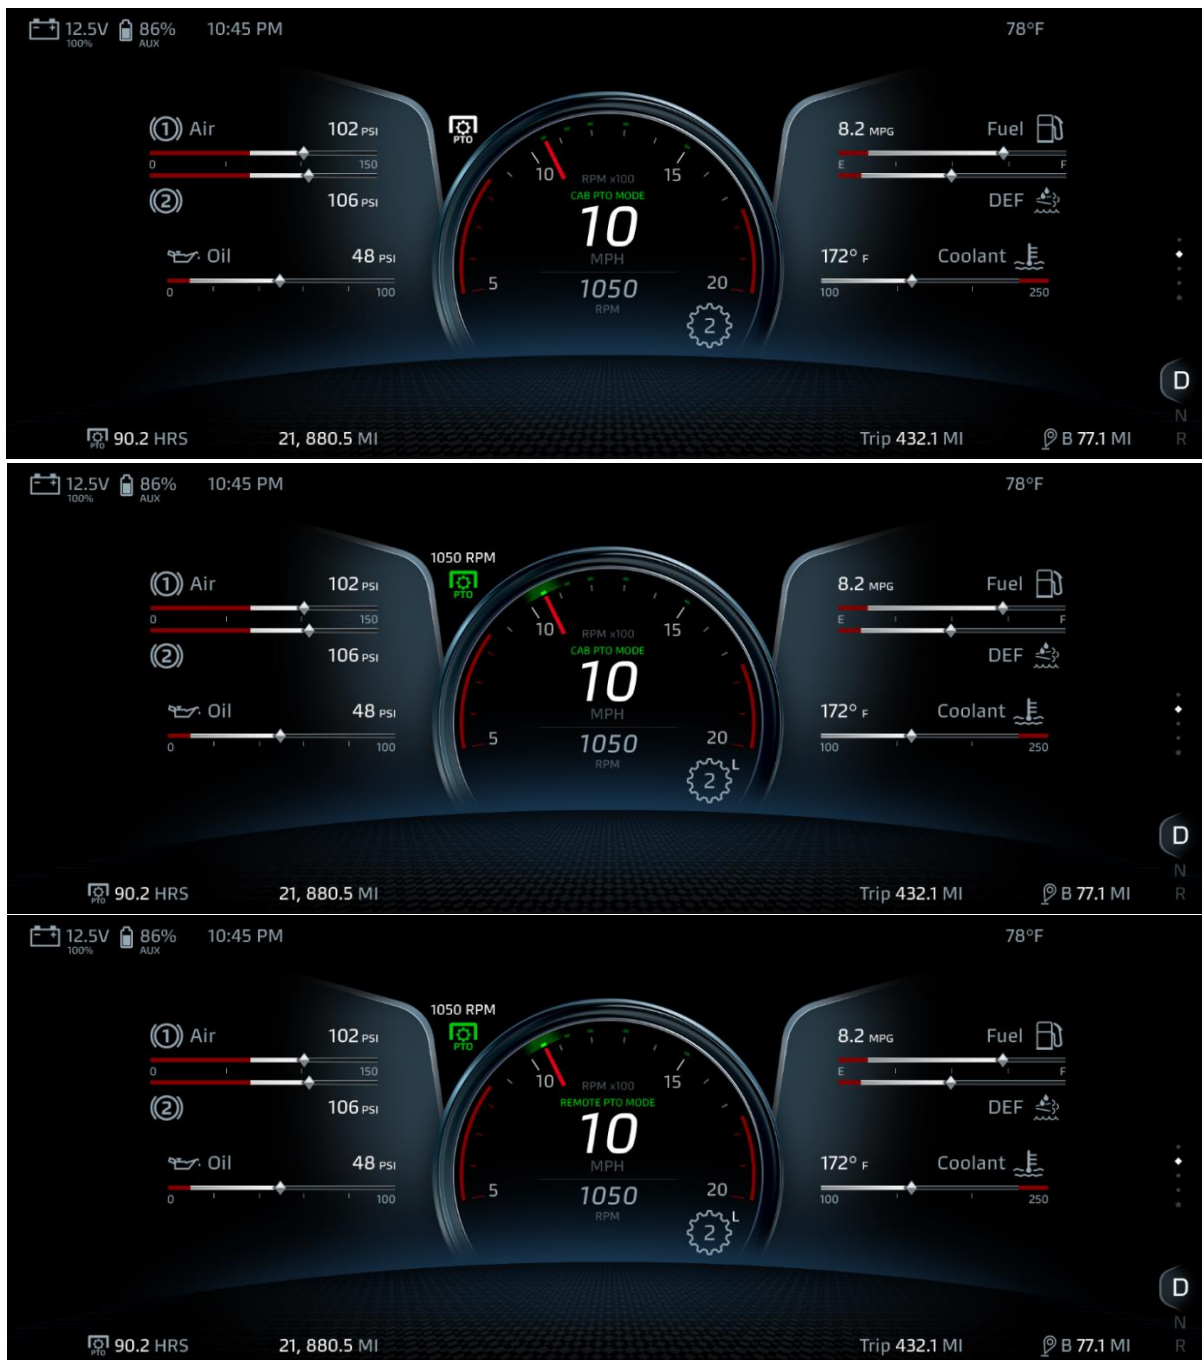 12.5V 86% 10:45 PM 78°F
100% AUX
1 Air 102 PSI PTO 8.2 MPG Fuel
0 150 10 RPM x100 15 E F
CAB PTO MODE
2 106 PSI 10 DEF
MPH
Oil 48 PSI 172° F Coolant
0 100 5 1050 20 100 250
RPM
2
D
N
PTO 90.2 HRS 21, 880.5 MI Trip 432.1 MI B 77.1 MI R
12.5V 86% 10:45 PM 78°F
100% AUX
1050 RPM
1 Air 102 PSI PTO 8.2 MPG Fuel
0 150 10 RPM x100 15 E F
CAB PTO MODE
2 106 PSI 10 DEF
MPH
Oil 48 PSI 172° F Coolant
0 100 5 1050 20 100 250
RPM
2 L
D
N
PTO 90.2 HRS 21, 880.5 MI Trip 432.1 MI B 77.1 MI R
12.5V 86% 10:45 PM 78°F
100% AUX
1050 RPM
1 Air 102 PSI PTO 8.2 MPG Fuel
0 150 10 RPM x100 15 E F
REMOTE PTO MODE
2 106 PSI 10 DEF
MPH
Oil 48 PSI 172° F Coolant
0 100 5 1050 20 100 250
RPM
2 L
D
N
PTO 90.2 HRS 21, 880.5 MI Trip 432.1 MI B 77.1 MI R